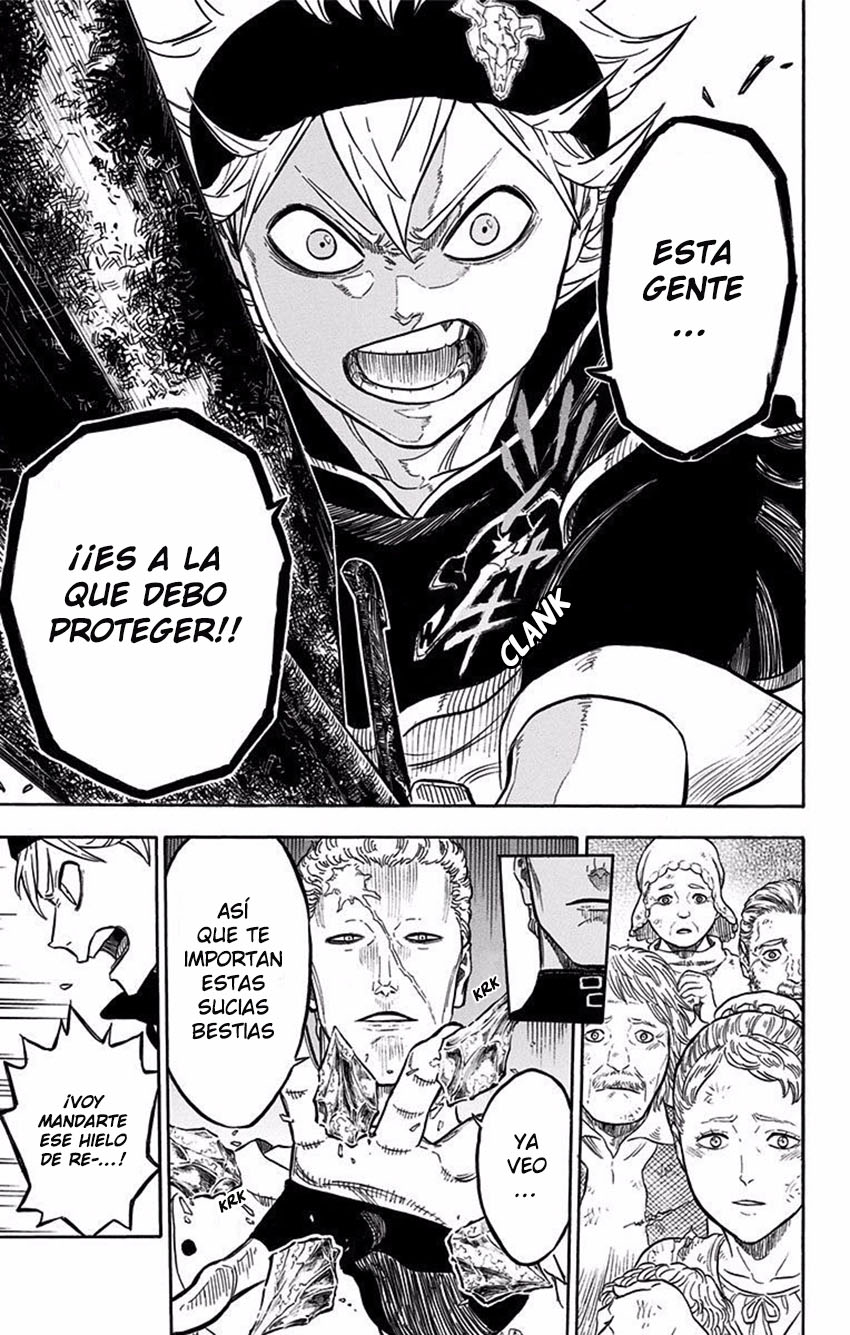 ESTA
GENTE
...
¡¡ES A LA
QUE DEBO
PROTEGER!!
CLANK
YA
VEO
...
KRK
ASÍ
QUE TE
IMPORTAN
ESTAS
SUCIAS
BESTIAS
KRK
¡VOY
MANDARTE
ESE HIELO
DE RE-...!